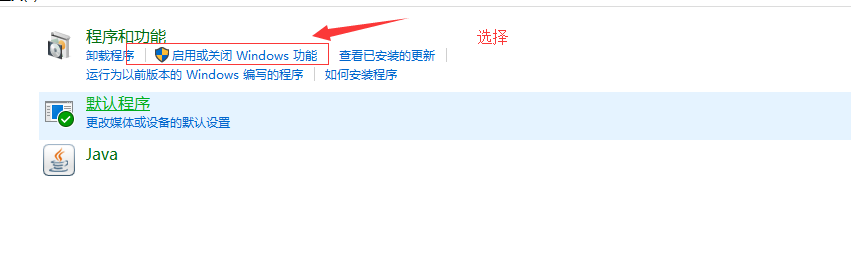 程序和功能
选择
卸载程序 启用或关闭 Windows 功能 查看已安装的更新
运行为以前版本的 Windows 编写的程序 如何安装程序
默认程序
更改媒体或设备的默认设置
Java